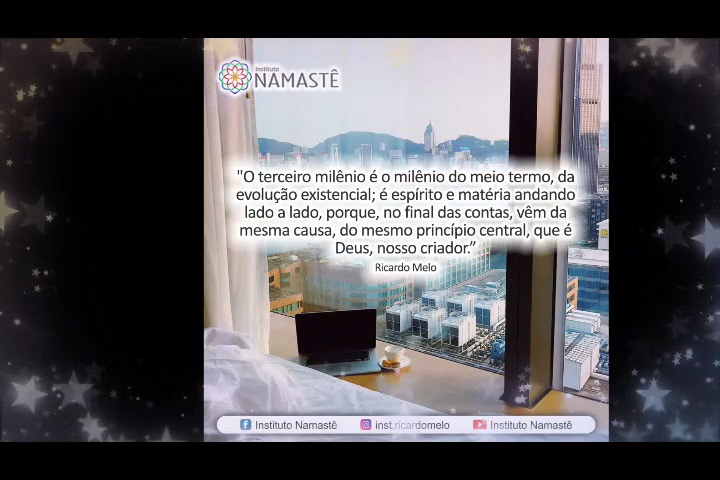 Instituto
NAMASTÊ
"O terceiro milênio é o milênio do meio termo, da
evolução existencial; é espírito e matéria andando
lado a lado, porque, no final das contas, vêm da
mesma causa, do mesmo princípio central, que é
Deus, nosso criador.”
Ricardo Melo
Instituto Namastê inst.ricardomelo Instituto Namastê